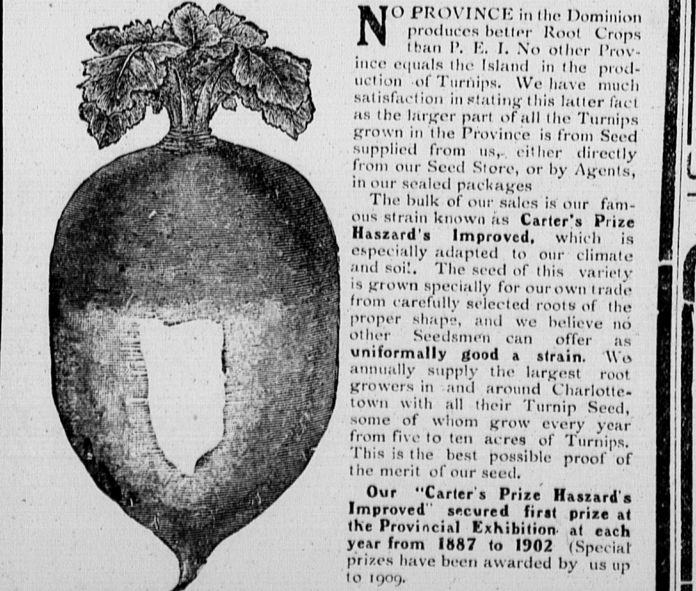 NO PROVINCE in the Dominion
produces better Root Crops
than P. E. I. No other Prov-
ince equals the Island in the prod-
uction of Turnips. We have much
satisfaction in stating this latter fact
as the larger part of all the Turnips
grown in the Province is from Seed
supplied from us, either directly
from our Seed Store, or by Agents,
in our sealed packages
The bulk of our sales is our fam-
ous strain known as Carter's Prize
Haszard's Improved, which is
especially adapted to our climate
and soil. The seed of this variety
is grown specially for our own trade
from carefully selected roots of the
proper shape, and we believe no
other Seedsmen can offer as
uniformally good a strain. We
annually supply the largest root
growers in and around Charlotte-
town with all their Turnip Seed,
some of whom grow every year
from five to ten acres of Turnips.
This is the best possible proof of
the merit of our seed.
Our "Carter's Prize Haszard's
Improved" secured first prize at
the Provincial Exhibition at each
year from 1887 to 1902 (Special
prizes have been awarded by us up
to 1909.